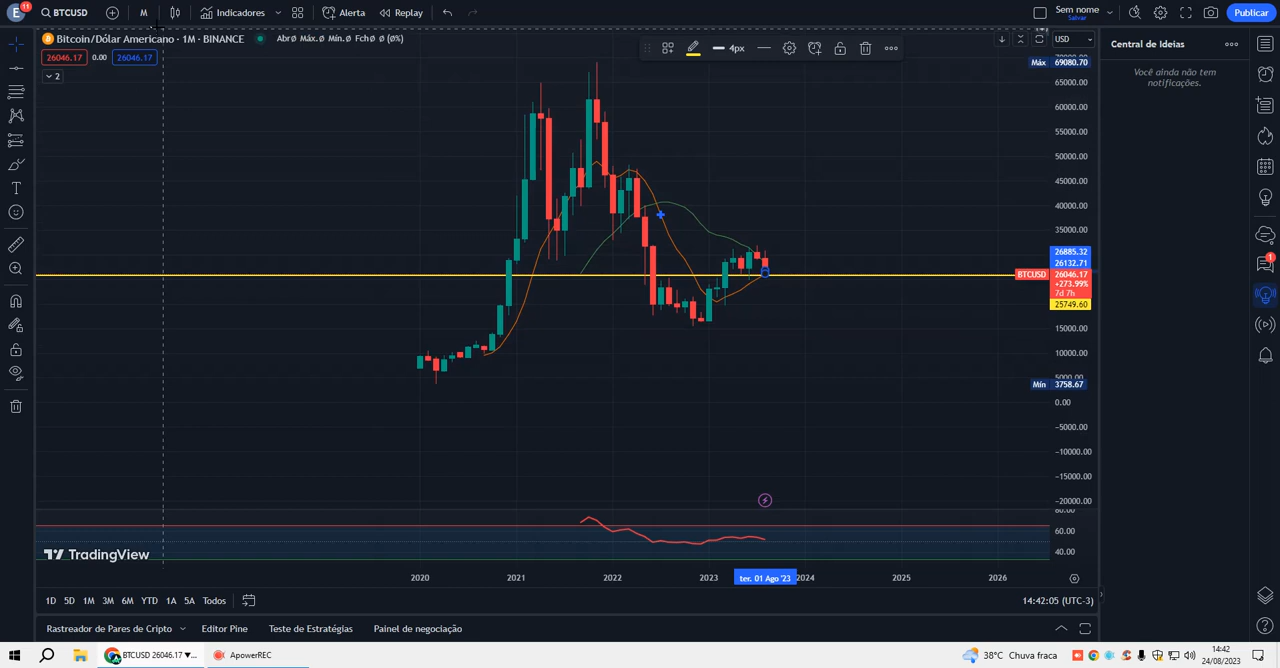 E 11 BTCUSD M Indicadores Alerta Replay Sem nome Publicar
Salvar
Bitcoin/Dólar Americano · 1M · BINANCE Abr∅ Máx.∅ Mín.∅ Fch∅ ∅ (∅%)
26046.17 0.00 26046.17
2
4px
USD
Central de Ideias
Você ainda não tem
notificações.
Máx 69080.70
65000.00
60000.00
55000.00
50000.00
45000.00
40000.00
35000.00
26885.32
26132.71
BTCUSD 26046.17
+273.99%
7d 7h
25749.60
15000.00
10000.00
5000.00
Mín 3758.67
0.00
−5000.00
−10000.00
−15000.00
−20000.00
80.00
60.00
40.00
TradingView
2020 2021 2022 2023 ter. 01 Ago '23 2024 2025 2026
1D 5D 1M 3M 6M YTD 1A 5A Todos 14:42:05 (UTC-3)
Rastreador de Pares de Cripto Editor Pine Teste de Estratégias Painel de negociação
BTCUSD 26046.17 ▼... ApowerREC 38°C Chuva fraca 14:42
24/08/2023
1